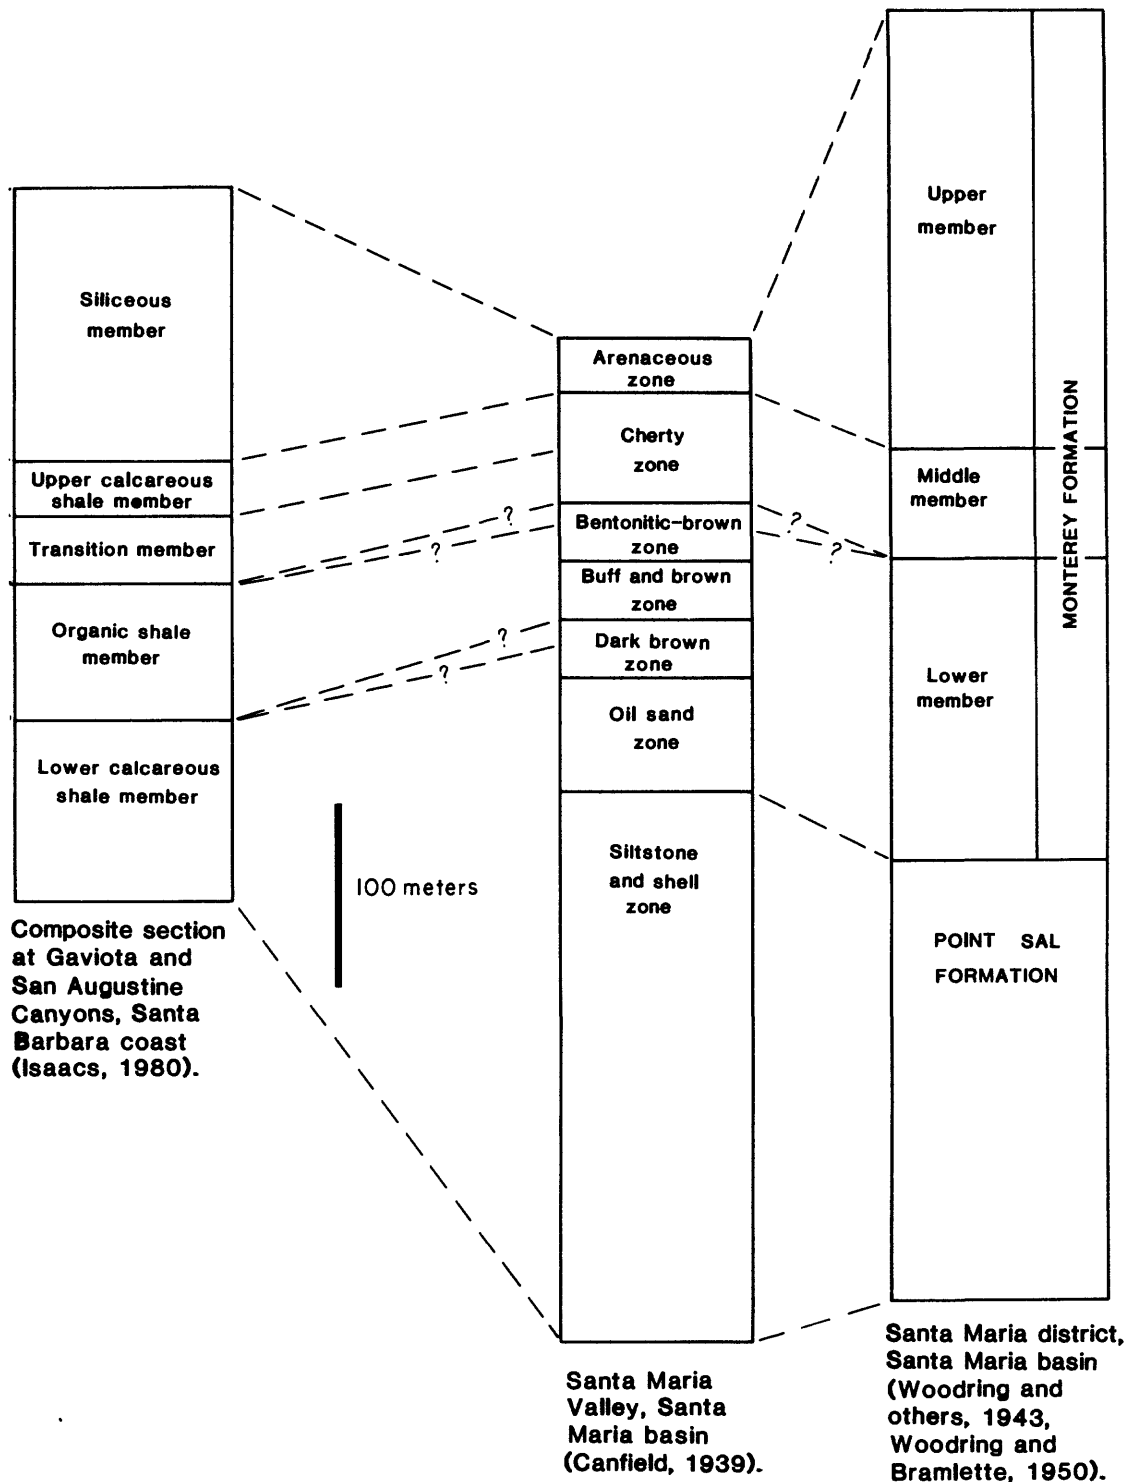 Siliceous
member
Upper calcareous
shale member
Transition member
Organic shale
member
Lower calcareous
shale member
Composite section
at Gaviota and
San Augustine
Canyons, Santa
Barbara coast
(Isaacs, 1980).
?
?
?
?
100 meters
Arenaceous
zone
Cherty
zone
Bentonitic-brown
zone
Buff and brown
zone
Dark brown
zone
Oil sand
zone
Siltstone
and shell
zone
Santa Maria
Valley, Santa
Maria basin
(Canfield, 1939).
?
?
Upper
member
Middle
member
Lower
member
MONTEREY FORMATION
POINT SAL
FORMATION
Santa Maria district,
Santa Maria basin
(Woodring and
others, 1943,
Woodring and
Bramlette, 1950).